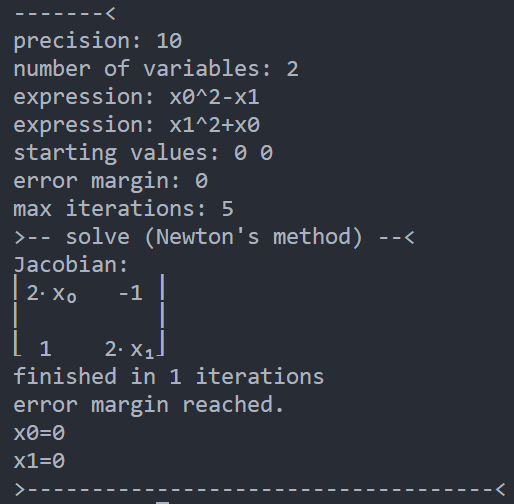 -------<
precision: 10
number of variables: 2
expression: x0^2-x1
expression: x1^2+x0
starting values: 0 0
error margin: 0
max iterations: 5
>-- solve (Newton's method) --<
Jacobian:
⎡2·x₀   -1 ⎤
⎢          ⎥
⎣ 1    2·x₁⎦
finished in 1 iterations
error margin reached.
x0=0
x1=0
>-----------------------------------<